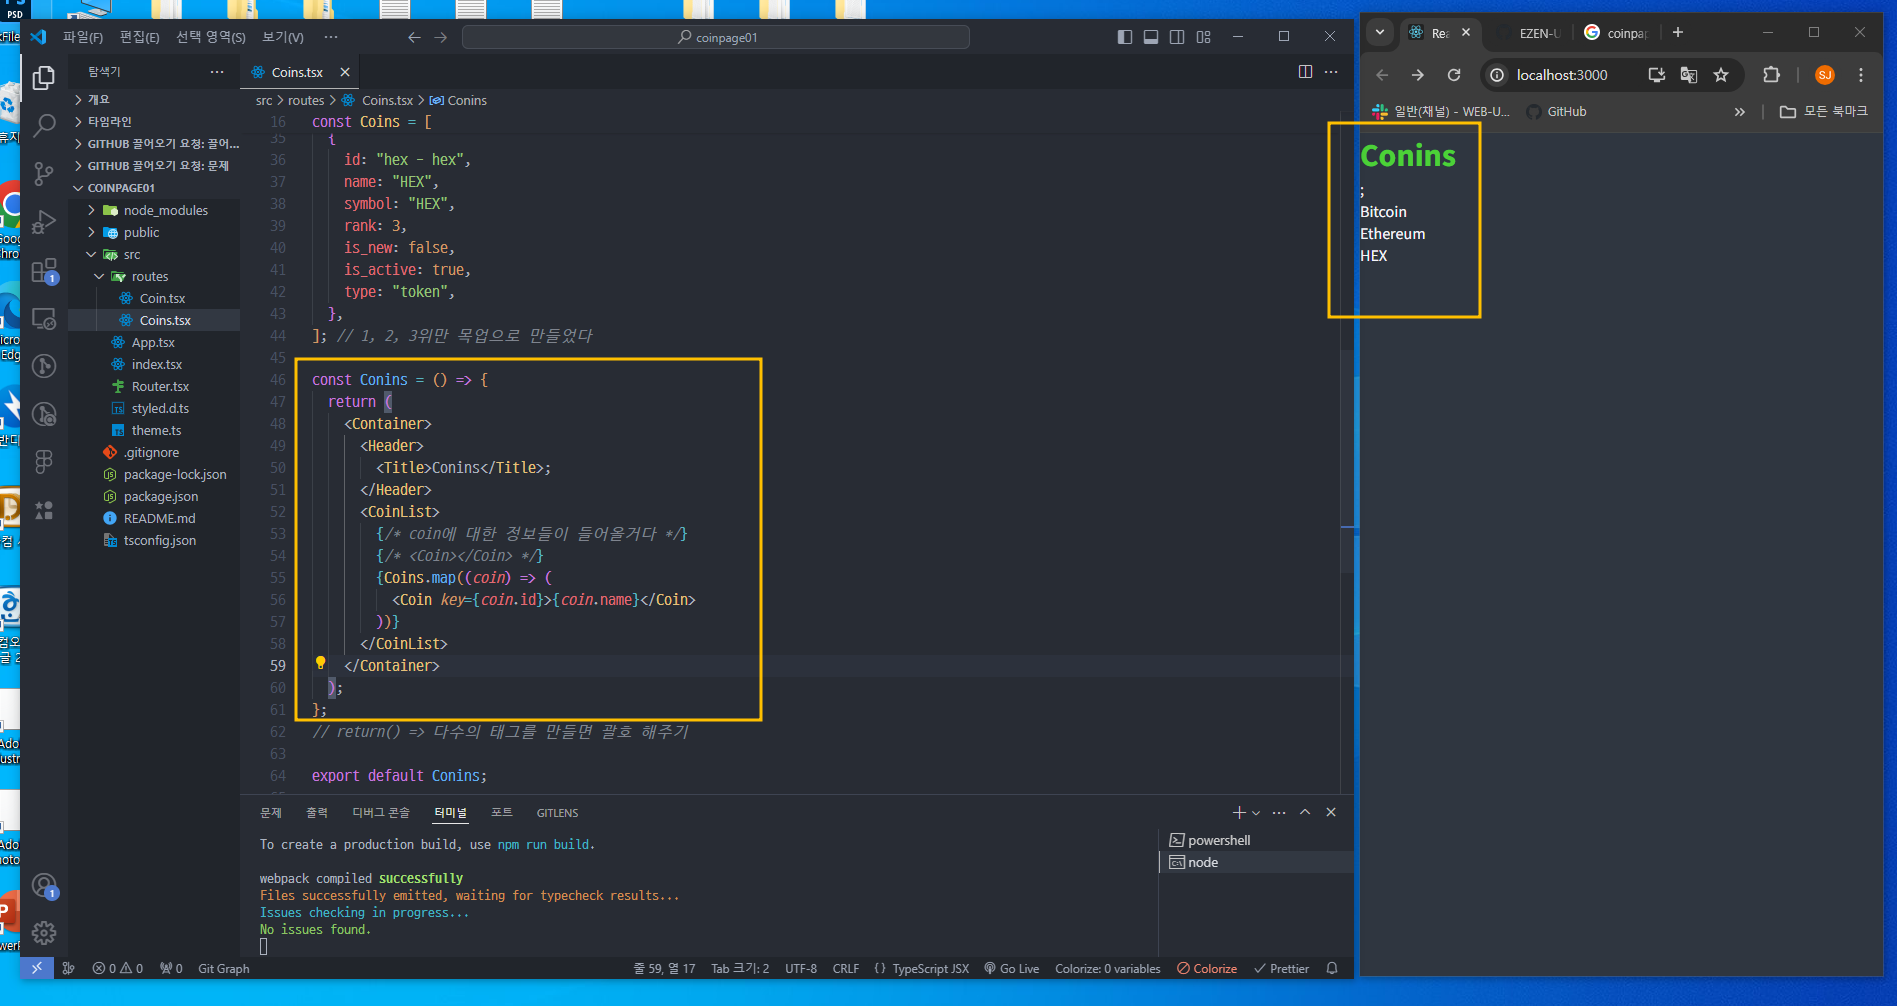 PSD
파일(F) 편집(E) 선택 영역(S) 보기(V) ···
coinpage01
탐색기
개요
타임라인
GITHUB 끌어오기 요청: 끌어...
GITHUB 끌어오기 요청: 문제
COINPAGE01
node_modules
public
src
routes
Coin.tsx
Coins.tsx
App.tsx
index.tsx
Router.tsx
styled.d.ts
theme.ts
.gitignore
package-lock.json
package.json
README.md
tsconfig.json
1
1
Coins.tsx
src > routes > Coins.tsx > Conins
16 const Coins = [
35 {
36 id: "hex - hex",
37 name: "HEX",
38 symbol: "HEX",
39 rank: 3,
40 is_new: false,
41 is_active: true,
42 type: "token",
43 },
44 ]; // 1, 2, 3위만 목업으로 만들었다
45
46 const Conins = () => {
47 return (
48 <Container>
49 <Header>
50 <Title>Conins</Title>;
51 </Header>
52 <CoinList>
53 {/* coin에 대한 정보들이 들어올거다 */}
54 {/* <Coin></Coin> */}
55 {Coins.map((coin) => (
56 <Coin key={coin.id}>{coin.name}</Coin>
57 ))}
58 </CoinList>
59 </Container>
60 );
61 };
62 // return() => 다수의 태그를 만들면 괄호 해주기
63
64 export default Conins;
문제 출력 디버그 콘솔 터미널 포트 GITLENS
To create a production build, use npm run build.
webpack compiled successfully
Files successfully emitted, waiting for typecheck results...
Issues checking in progress...
No issues found.
powershell
node
0 0 0 Git Graph
줄 59, 열 17 Tab 크기: 2 UTF-8 CRLF {} TypeScript JSX Go Live Colorize: 0 variables Colorize Prettier
Rea EZEN-U coinpag
localhost:3000
SJ
일반(채널) - WEB-U... GitHub » 모든 북마크
Conins
;
Bitcoin
Ethereum
HEX